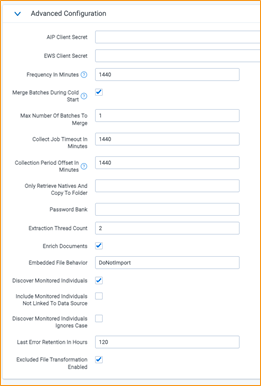 Advanced Configuration
AIP Client Secret
EWS Client Secret
Frequency In Minutes
1440
Merge Batches During Cold
Start
Max Number Of Batches To
Merge
1
Collect Job Timeout In
Minutes
1440
Collection Period Offset In
Minutes
1440
Only Retrieve Natives And
Copy To Folder
Password Bank
Extraction Thread Count
2
Enrich Documents
Embedded File Behavior
DoNotImport
Discover Monitored Individuals
Include Monitored Individuals
Not Linked To Data Source
Discover Monitored Individuals
Ignores Case
Last Error Retention In Hours
120
Excluded File Transformation
Enabled